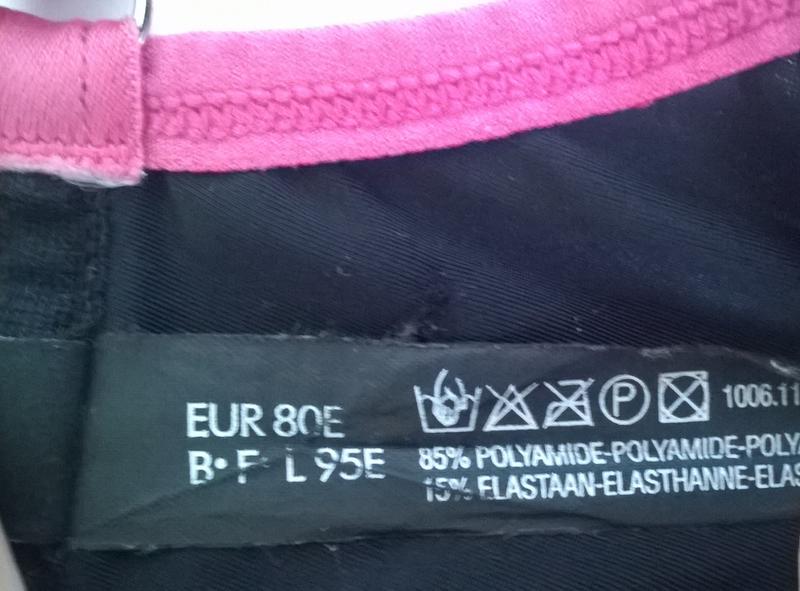 EUR 80E
B• F• L 95E
P
1006.11
85% POLYAMIDE-POLYAMIDE-POLYA
15% ELASTAAN-ELASTHANNE-ELAS